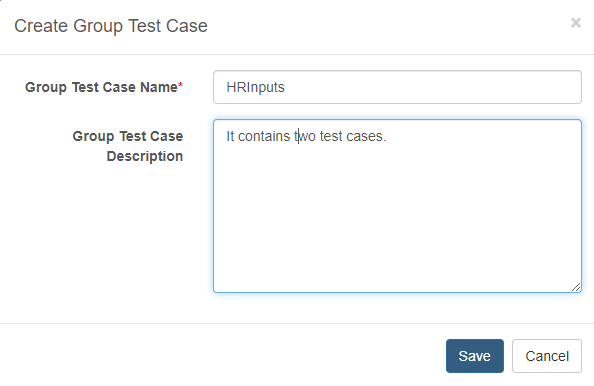 Create Group Test Case
×
Group Test Case Name*
HRInputs
Group Test Case
Description
It contains two test cases.
Save
Cancel